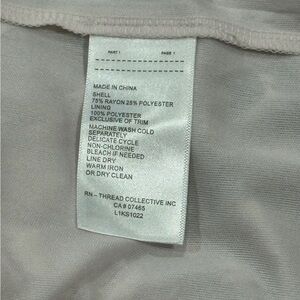 PART 1 PAGE 1
MADE IN CHINA
SHELL
75% RAYON 25% POLYESTER
LINING
100% POLYESTER
EXCLUSIVE OF TRIM
MACHINE WASH COLD
SEPARATELY
DELICATE CYCLE
NON-CHLORINE
BLEACH IF NEEDED
LINE DRY
WARM IRON
OR DRY CLEAN
RN – THREAD COLLECTIVE INC
CA # 07465
L1KS1022